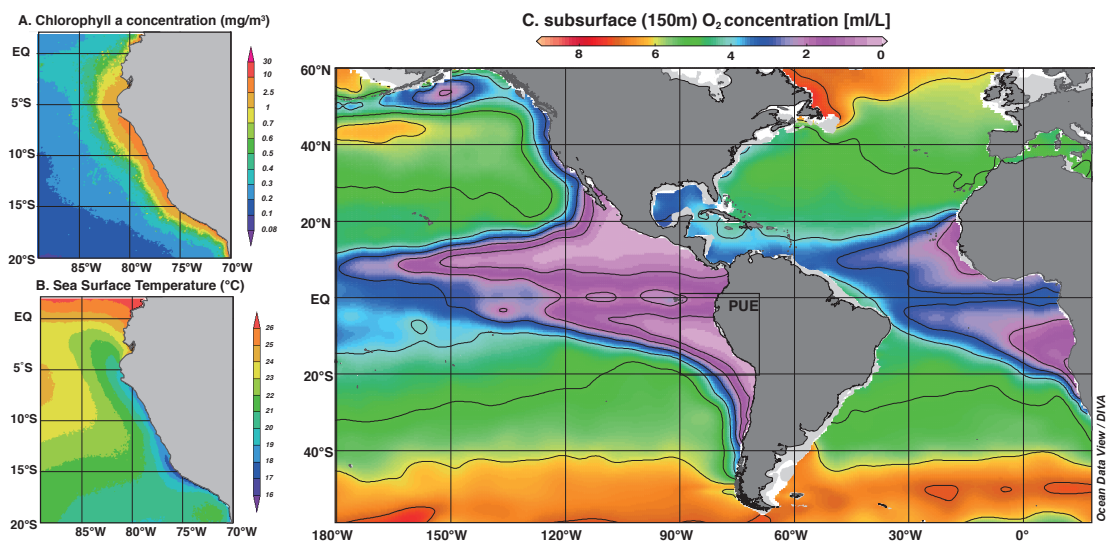 A. Chlorophyll a concentration (mg/m³)
EQ
5°S
10°S
15°S
20°S
85°W 80°W 75°W 70°W
30
10
2.5
1
0.7
0.6
0.5
0.4
0.3
0.2
0.1
0.08
B. Sea Surface Temperature (°C)
EQ
5°S
10°S
15°S
20°S
85°W 80°W 75°W 70°W
26
25
24
23
22
21
20
19
18
17
16
C. subsurface (150m) O₂ concentration [ml/L]
8 6 4 2 0
60°N
40°N
20°N
EQ
20°S
40°S
60°S
180°W 150°W 120°W 90°W 60°W 30°W 0°
PUE
Ocean Data View / DIVA